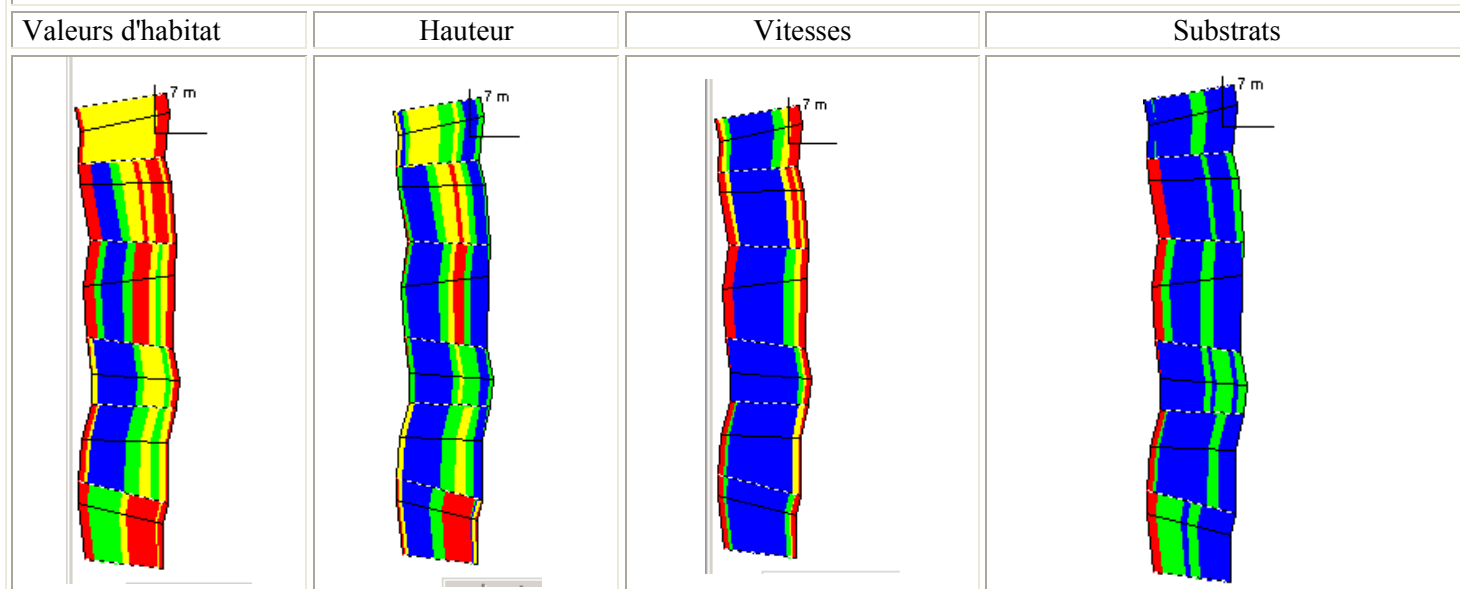 Valeurs d'habitat
Hauteur
Vitesses
Substrats
7 m
7 m
7 m
7 m